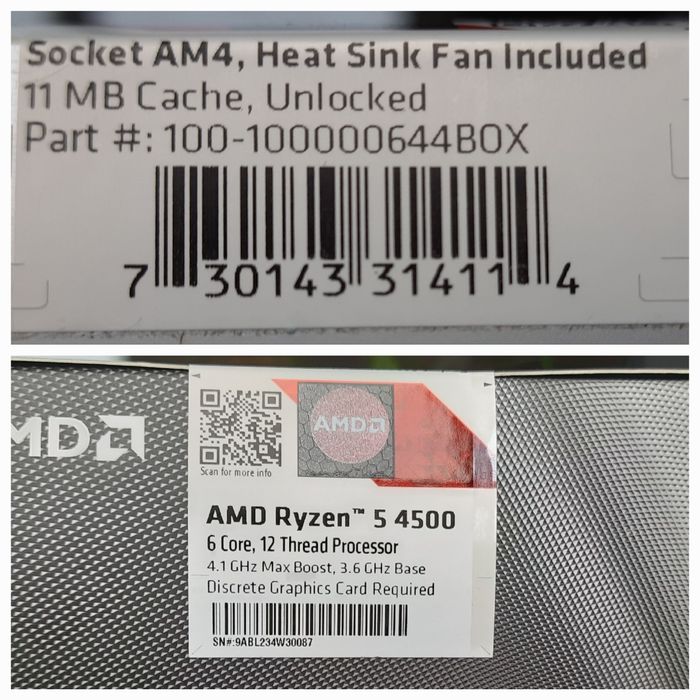 Socket AM4, Heat Sink Fan Included
11 MB Cache, Unlocked
Part #: 100-100000644BOX
7 30143 31411 4
AMD
Scan for more info
AMD
AMD Ryzen™ 5 4500
6 Core, 12 Thread Processor
4.1 GHz Max Boost, 3.6 GHz Base
Discrete Graphics Card Required
SN#:9ABL234W30087